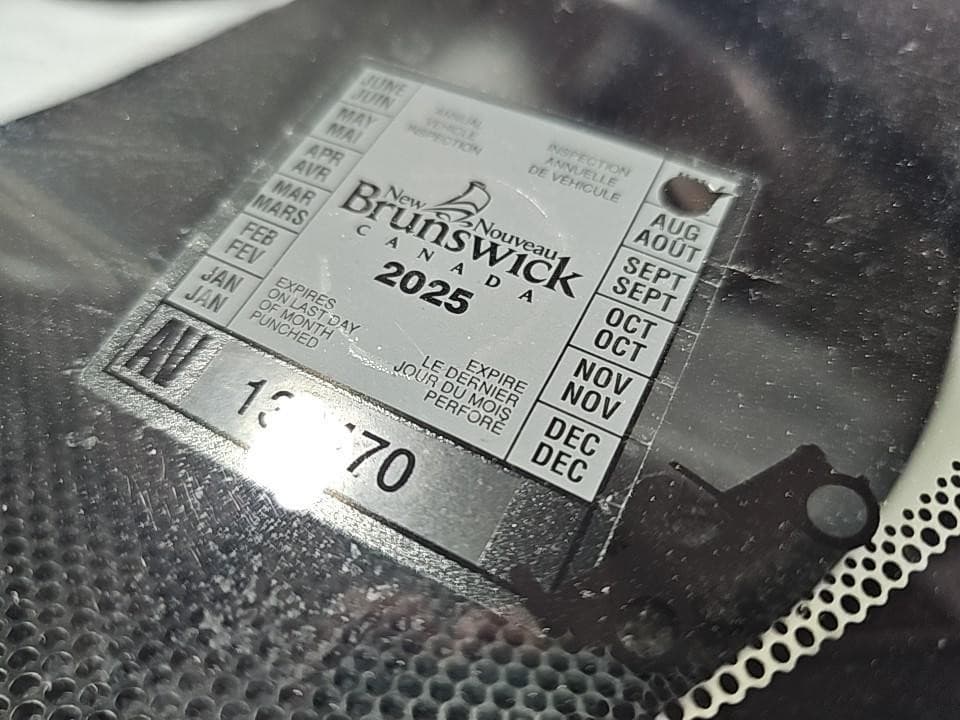 JUNE
JUIN
MAY
MAI
APR
AVR
MAR
MARS
FEB
FEV
JAN
JAN
ANNUAL
VEHICLE
INSPECTION
INSPECTION
ANNUELLE
DE VÉHICULE
New Nouveau
Brunswick
CANADA
2025
EXPIRES
ON LAST DAY
OF MONTH
PUNCHED
EXPIRE
LE DERNIER
JOUR DU MOIS
PERFORÉ
AUG
AOÛT
SEPT
SEPT
OCT
OCT
NOV
NOV
DEC
DEC
AV